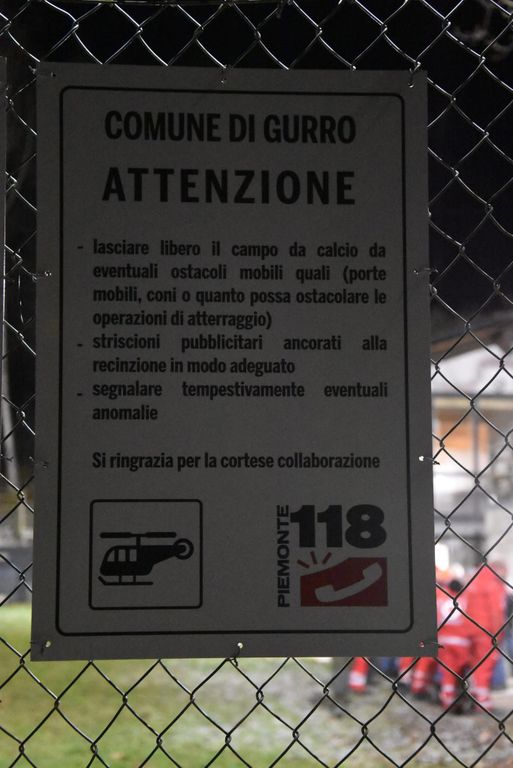 COMUNE DI GURRO
ATTENZIONE
- lasciare libero il campo da calcio da
eventuali ostacoli mobili quali (porte
mobili, coni o quanto possa ostacolare le
operazioni di atterraggio)
- striscioni pubblicitari ancorati alla
recinzione in modo adeguato
- segnalare tempestivamente eventuali
anomalie
Si ringrazia per la cortese collaborazione
PIEMONTE
118